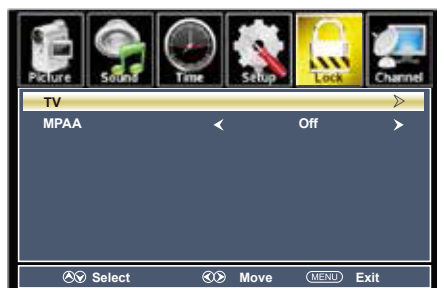 Picture Sound Time Setup Lock Channel
TV
MPAA Off
Select Move MENU Exit